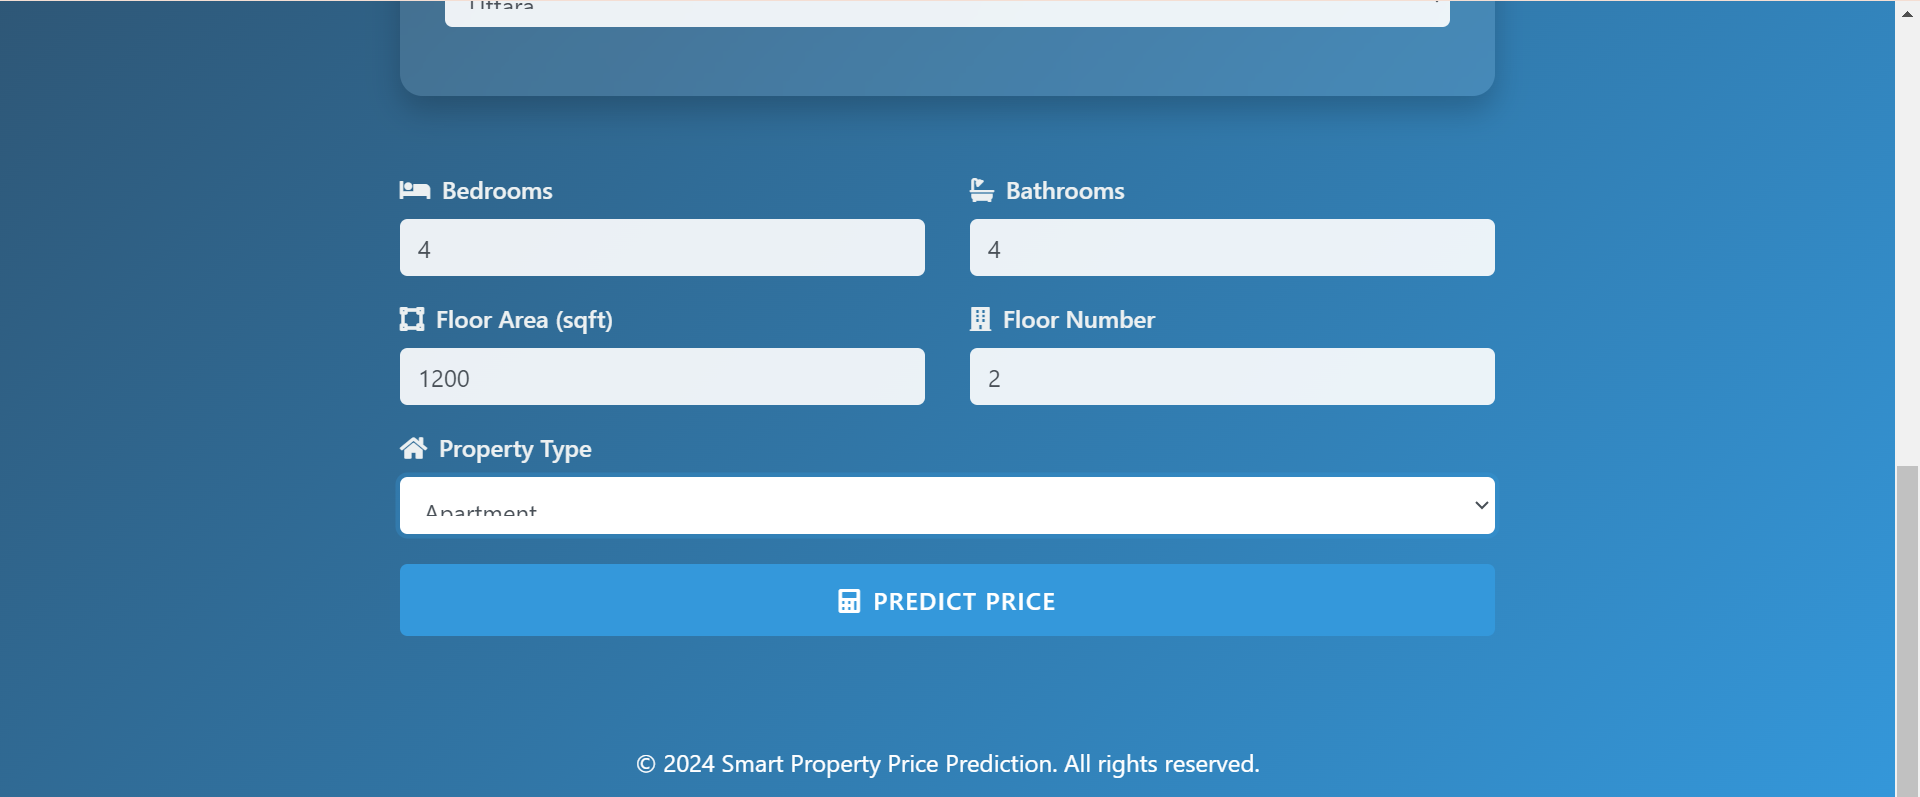 Uttara
Bedrooms
Bathrooms
4
4
Floor Area (sqft)
Floor Number
1200
2
Property Type
Apartment
PREDICT PRICE
© 2024 Smart Property Price Prediction. All rights reserved.